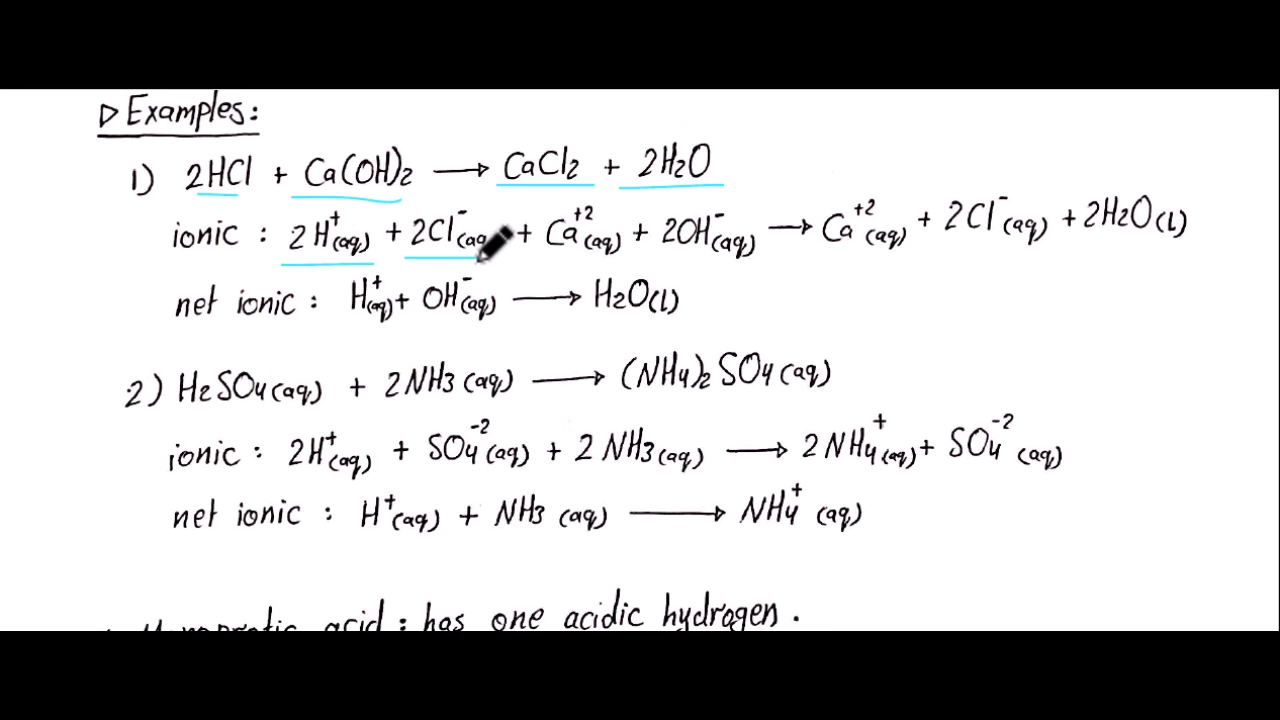 ▷ Examples:
1) 2HCl + Ca(OH)₂ ⟶ CaCl₂ + 2H₂O
ionic : 2H⁺(aq) + 2Cl⁻(aq + Ca⁺²(aq) + 2OH⁻(aq) ⟶ Ca⁺²(aq) + 2Cl⁻(aq) + 2H₂O(l)
net ionic : H⁺(aq) + OH⁻(aq) ⟶ H₂O(l)
2) H₂SO₄(aq) + 2NH₃(aq) ⟶ (NH₄)₂SO₄(aq)
ionic : 2H⁺(aq) + SO₄⁻²(aq) + 2NH₃(aq) ⟶ 2NH₄⁺(aq) + SO₄⁻²(aq)
net ionic : H⁺(aq) + NH₃(aq) ⟶ NH₄⁺(aq)
acid : has one acidic hydrogen.